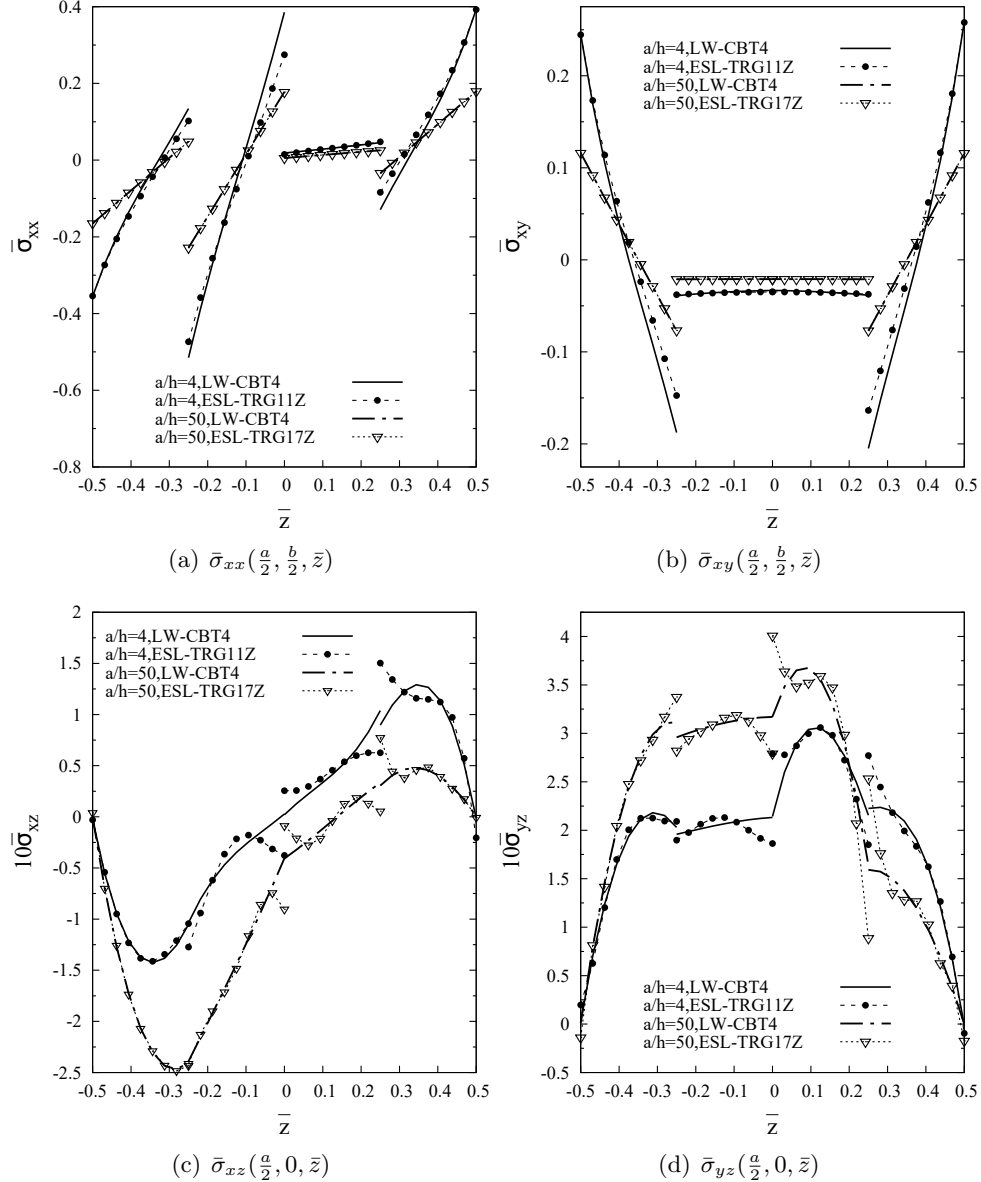 0.4
0.2
0
-0.2
-0.4
-0.6
-0.8
σ̄xx
a/h=4,LW-CBT4
a/h=4,ESL-TRG11Z
a/h=50,LW-CBT4
a/h=50,ESL-TRG17Z
-0.5 -0.4 -0.3 -0.2 -0.1 0 0.1 0.2 0.3 0.4 0.5
z̄
(a) σ̄xx(a/2, b/2, z̄)
0.2
0.1
0
-0.1
-0.2
σ̄xy
a/h=4,LW-CBT4
a/h=4,ESL-TRG11Z
a/h=50,LW-CBT4
a/h=50,ESL-TRG17Z
-0.5 -0.4 -0.3 -0.2 -0.1 0 0.1 0.2 0.3 0.4 0.5
z̄
(b) σ̄xy(a/2, b/2, z̄)
2
1.5
1
0.5
0
-0.5
-1
-1.5
-2
-2.5
10σ̄xz
a/h=4,LW-CBT4
a/h=4,ESL-TRG11Z
a/h=50,LW-CBT4
a/h=50,ESL-TRG17Z
-0.5 -0.4 -0.3 -0.2 -0.1 0 0.1 0.2 0.3 0.4 0.5
z̄
(c) σ̄xz(a/2, 0, z̄)
4
3.5
3
2.5
2
1.5
1
0.5
0
-0.5
10σ̄yz
a/h=4,LW-CBT4
a/h=4,ESL-TRG11Z
a/h=50,LW-CBT4
a/h=50,ESL-TRG17Z
-0.5 -0.4 -0.3 -0.2 -0.1 0 0.1 0.2 0.3 0.4 0.5
z̄
(d) σ̄yz(a/2, 0, z̄)